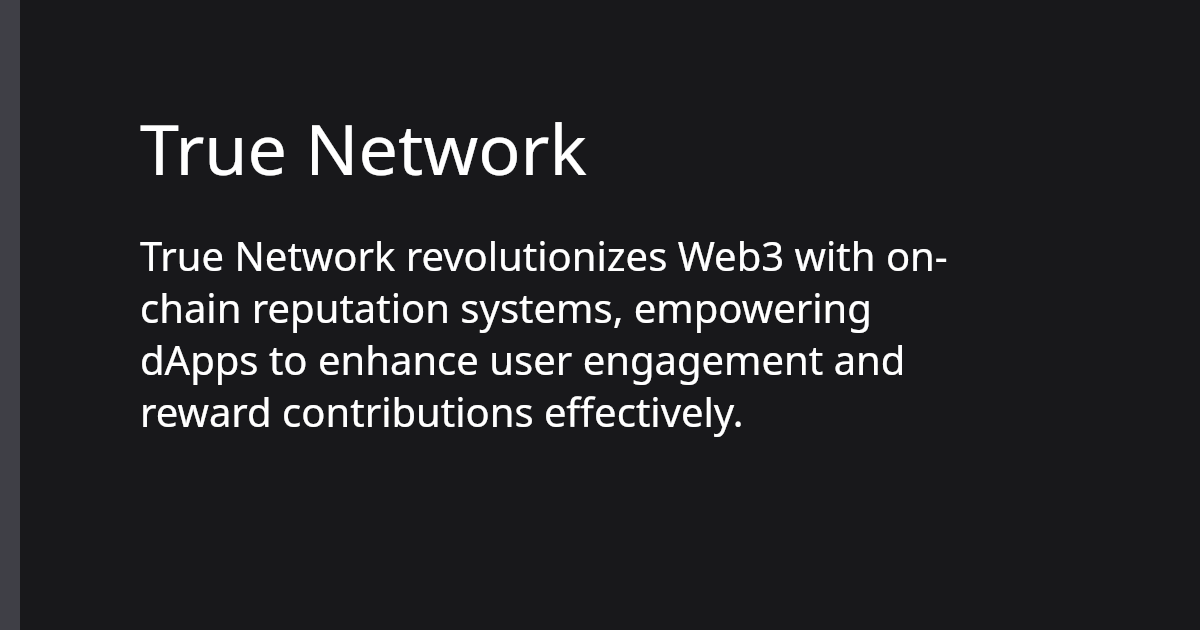 True Network
True Network revolutionizes Web3 with on-
chain reputation systems, empowering
dApps to enhance user engagement and
reward contributions effectively.